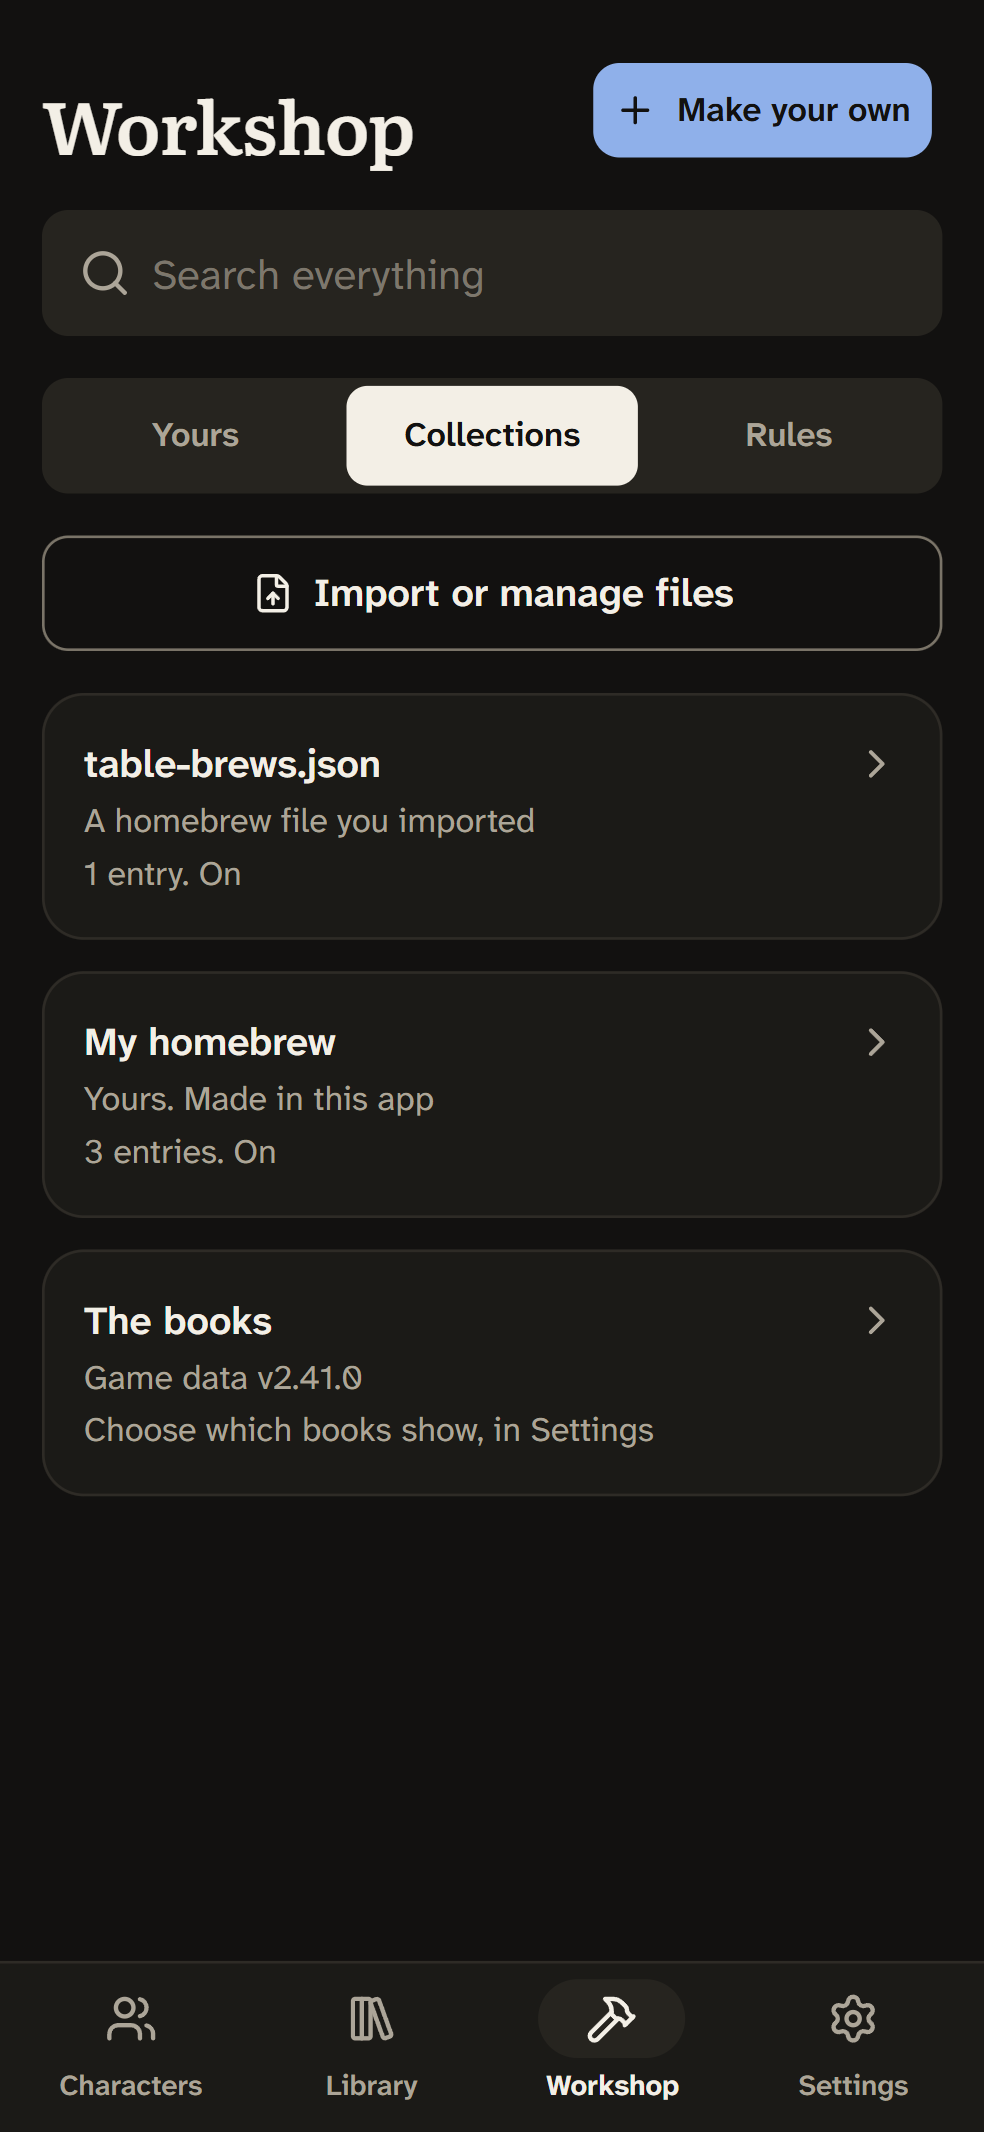 Workshop
Make your own
Search everything
Yours
Collections
Rules
Import or manage files
table-brews.json
A homebrew file you imported
1 entry. On
My homebrew
Yours. Made in this app
3 entries. On
The books
Game data v2.41.0
Choose which books show, in Settings
Characters
Library
Workshop
Settings